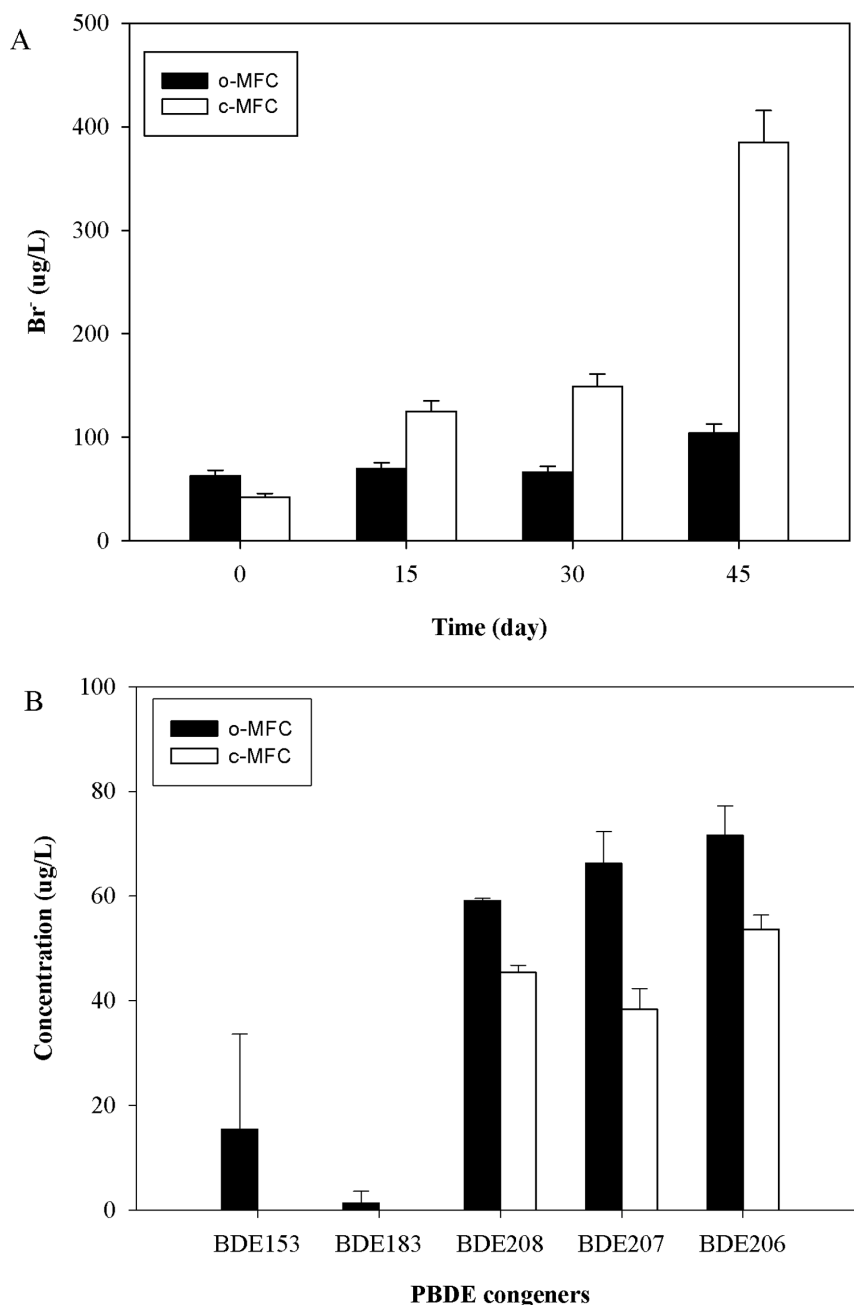 A
500
o-MFC
c-MFC
400
300
200
100
0
Br⁻ (ug/L)
0 15 30 45
Time (day)
B
100
o-MFC
c-MFC
80
60
40
20
0
Concentration (ug/L)
BDE153 BDE183 BDE208 BDE207 BDE206
PBDE congeners